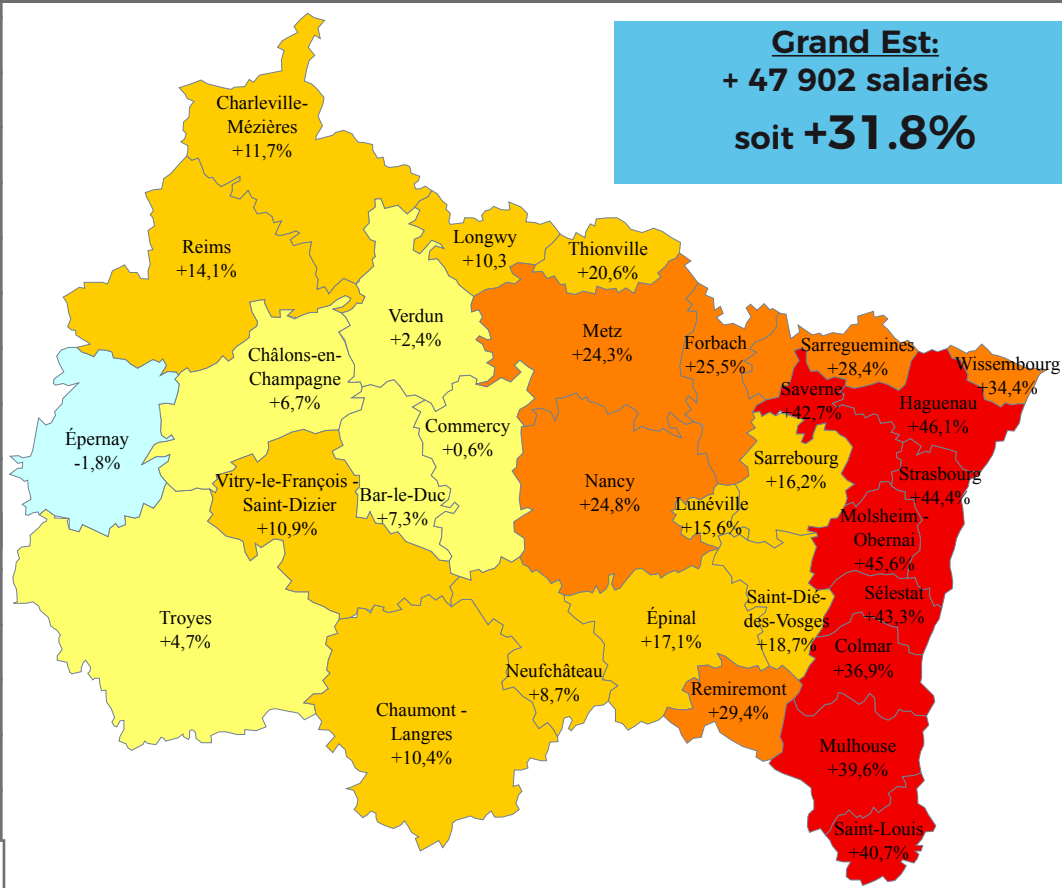 Grand Est:
+ 47 902 salariés
soit +31.8%
Charleville-
Mézières
+11,7%
Reims
+14,1%
Longwy
+10,3
Thionville
+20,6%
Verdun
+2,4%
Metz
+24,3%
Forbach
+25,5%
Sarreguemines
+28,4%
Wissembourg
+34,4%
Saverne
+42,7%
Haguenau
+46,1%
Châlons-en-
Champagne
+6,7%
Épernay
-1,8%
Commercy
+0,6%
Sarrebourg
+16,2%
Strasbourg
+44,4%
Vitry-le-François -
Saint-Dizier
+10,9%
Bar-le-Duc
+7,3%
Nancy
+24,8%
Lunéville
+15,6%
Molsheim -
Obernai
+45,6%
Troyes
+4,7%
Épinal
+17,1%
Saint-Dié-
des-Vosges
+18,7%
Sélestat
+43,3%
Colmar
+36,9%
Neufchâteau
+8,7%
Remiremont
+29,4%
Chaumont -
Langres
+10,4%
Mulhouse
+39,6%
Saint-Louis
+40,7%